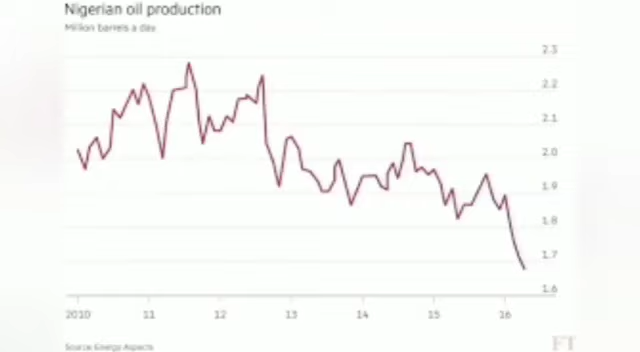 Nigerian oil production
Million barrels a day
2.3
2.2
2.1
2.0
1.9
1.8
1.7
1.6
2010 11 12 13 14 15 16
Source: Energy Aspects
FT